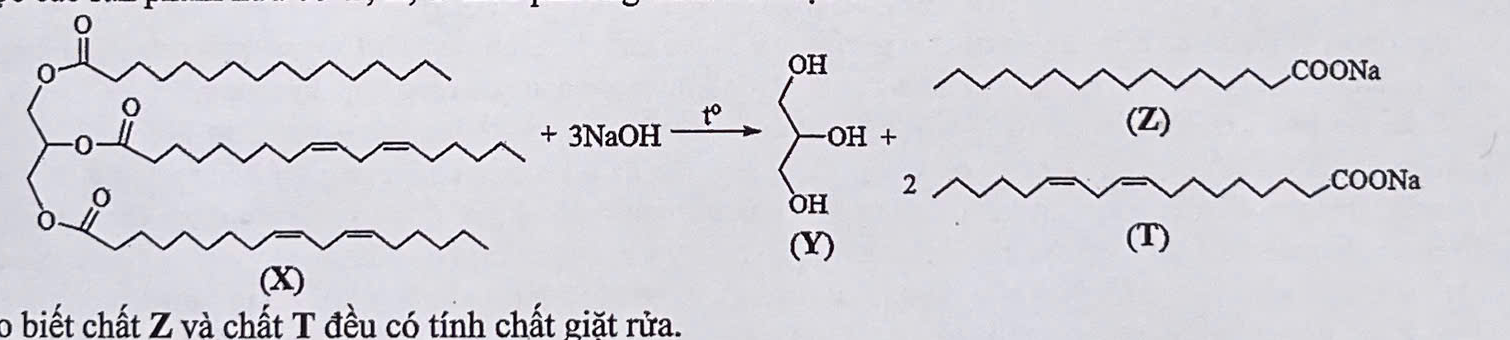 O
O
O
OH
COONa
(Z)
O + 3NaOH t° OH +
O
2 COONa
O
OH
(T)
(Y)
(X)
biết chất Z và chất T đều có tính chất giặt rửa.